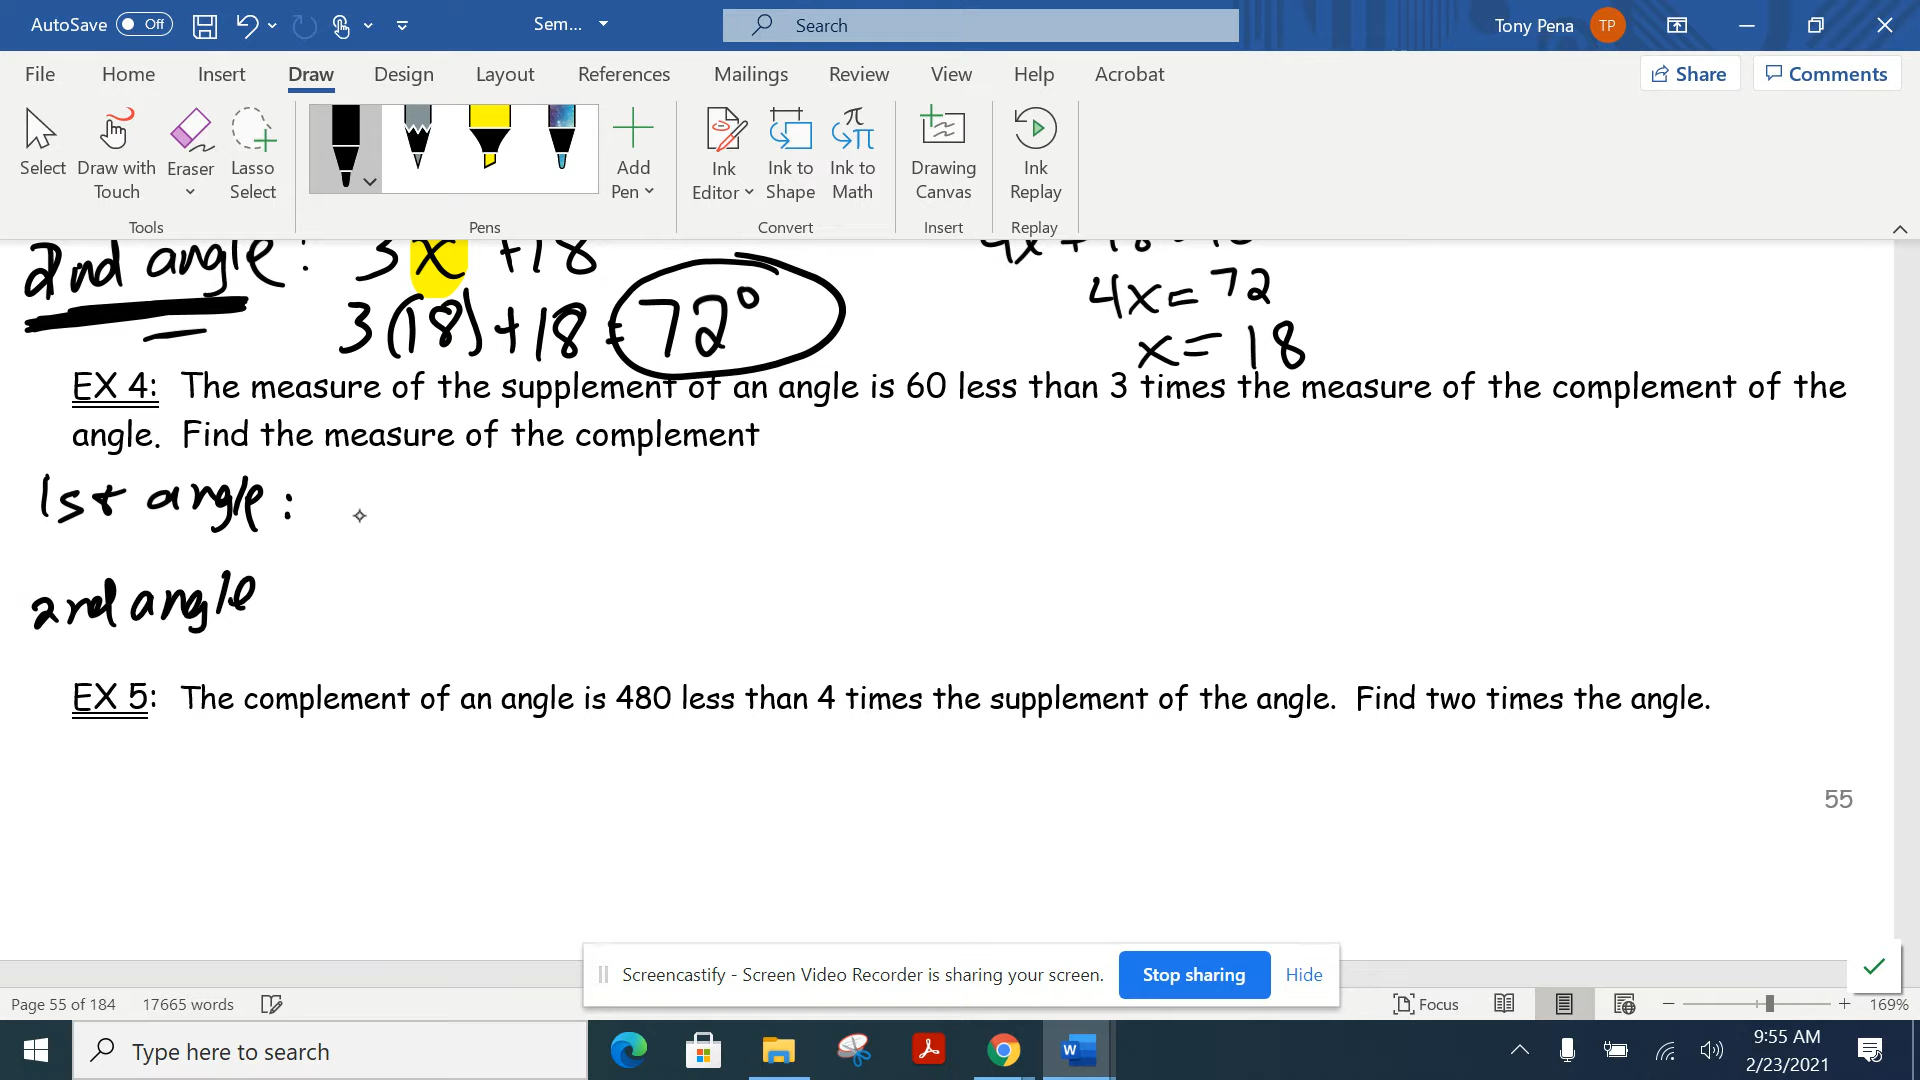 AutoSave Off
Sem...
Search
Tony Pena TP
File Home Insert Draw Design Layout References Mailings Review View Help Acrobat
Share Comments
Select
Draw with Touch
Eraser
Lasso Select
Add Pen
Ink Editor
Ink to Shape
Ink to Math
Drawing Canvas
Ink Replay
Tools Pens Convert Insert Replay
2nd angle: 3x +18
3(18)+18 = 72°
4x=72
x=18
EX 4: The measure of the supplement of an angle is 60 less than 3 times the measure of the complement of the
angle. Find the measure of the complement
1st angle:
2nd angle
EX 5: The complement of an angle is 480 less than 4 times the supplement of the angle. Find two times the angle.
55
Screencastify - Screen Video Recorder is sharing your screen. Stop sharing Hide
Page 55 of 184 17665 words Focus 169%
Type here to search
9:55 AM
2/23/2021